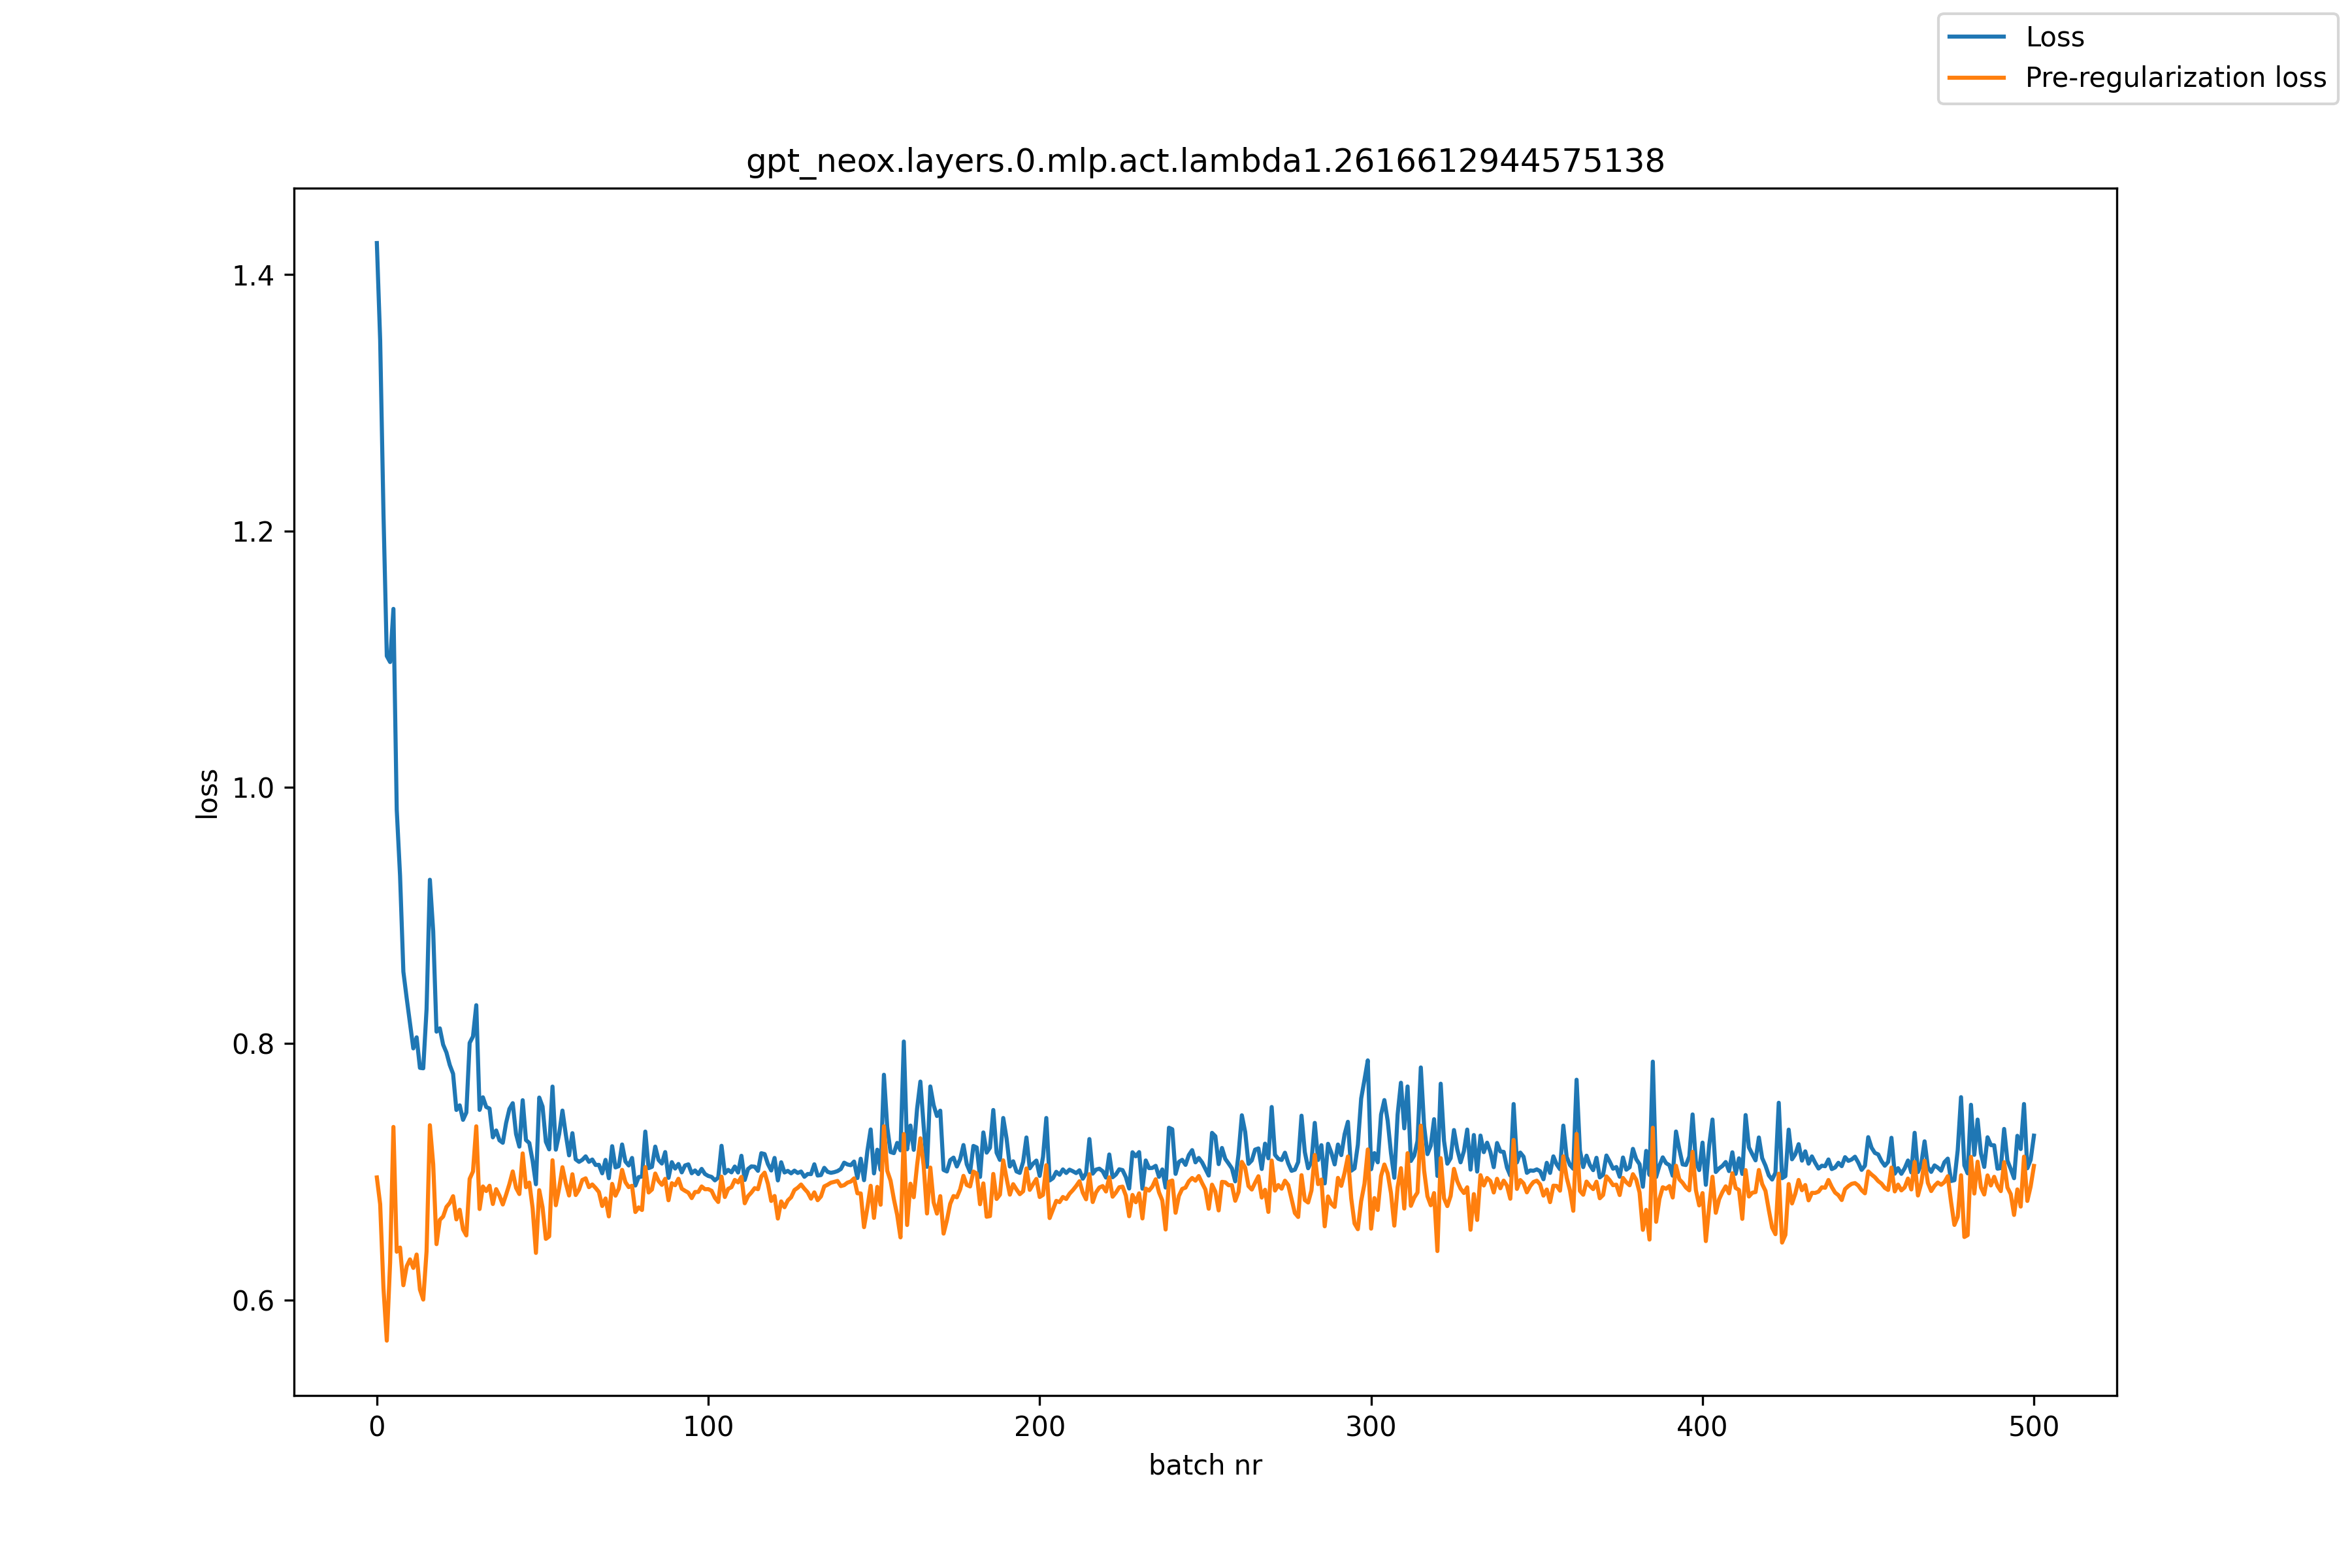 Loss
Pre-regularization loss
gpt_neox.layers.0.mlp.act.lambda1.2616612944575138
1.4
1.2
1.0
0.8
0.6
loss
0 100 200 300 400 500
batch nr